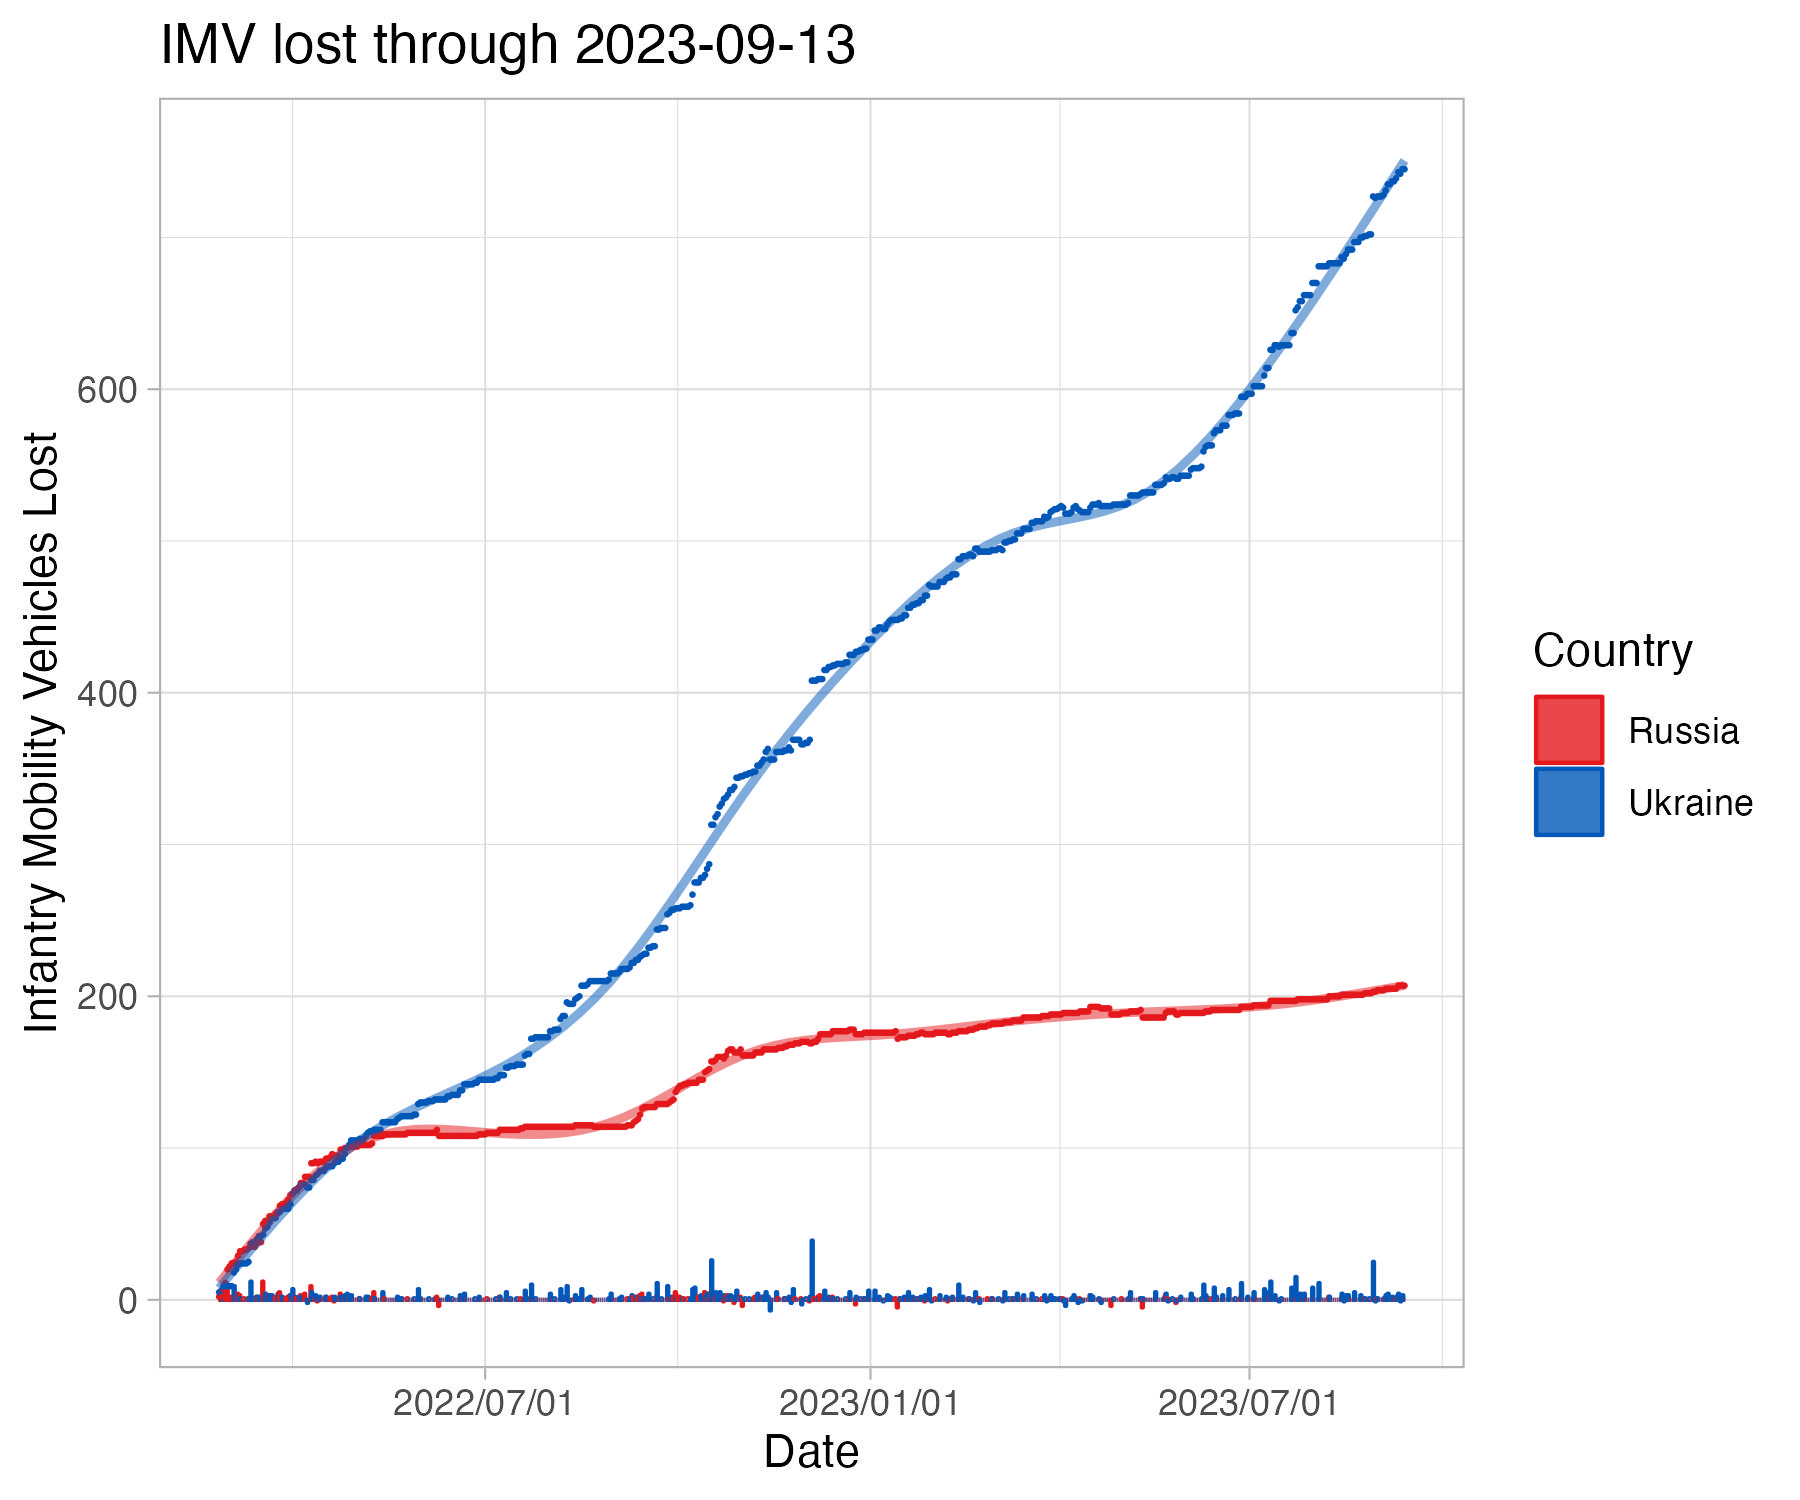 IMV lost through 2023-09-13
Infantry Mobility Vehicles Lost
600
400
200
0
2022/07/01
2023/01/01
2023/07/01
Date
Country
Russia
Ukraine